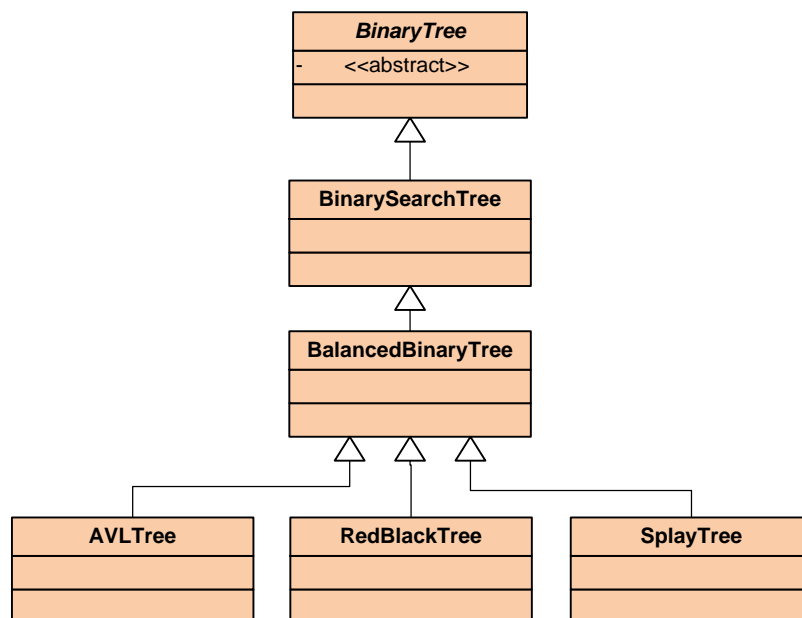 BinaryTree
- <<abstract>>
BinarySearchTree
BalancedBinaryTree
AVLTree
RedBlackTree
SplayTree